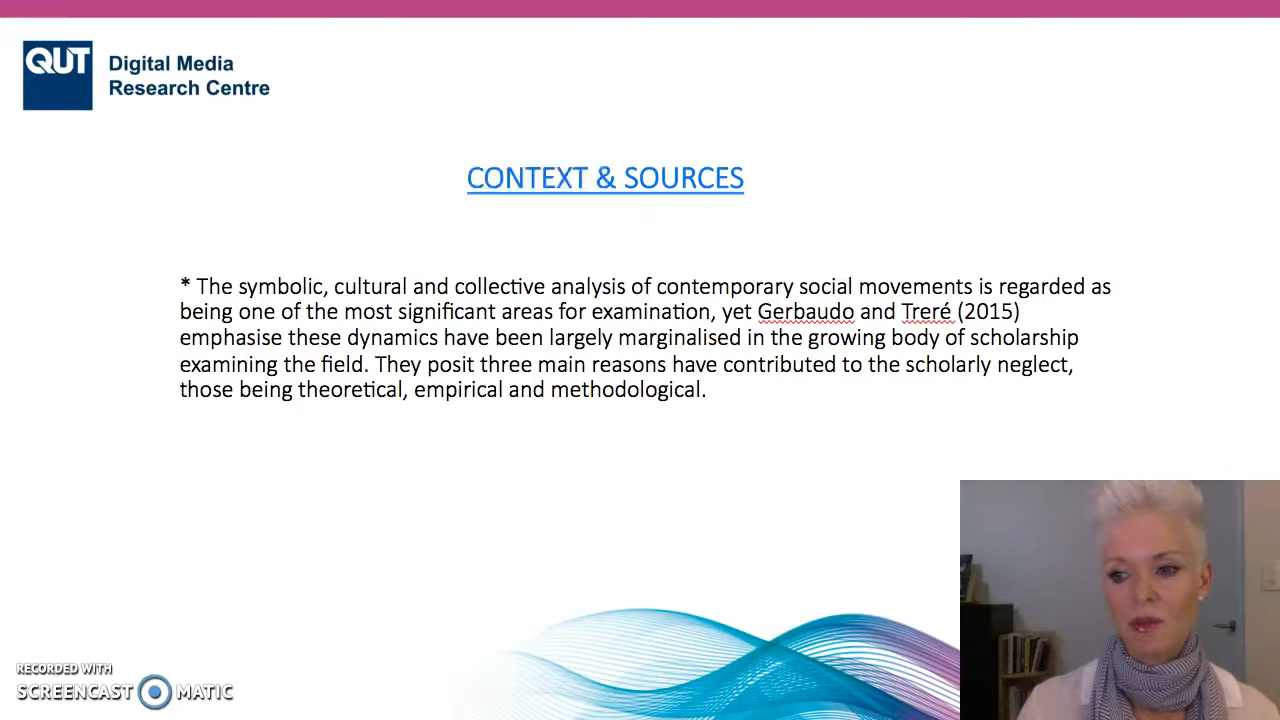 QUT
Digital Media
Research Centre
CONTEXT & SOURCES
* The symbolic, cultural and collective analysis of contemporary social movements is regarded as
being one of the most significant areas for examination, yet Gerbaudo and Treré (2015)
emphasise these dynamics have been largely marginalised in the growing body of scholarship
examining the field. They posit three main reasons have contributed to the scholarly neglect,
those being theoretical, empirical and methodological.
RECORDED WITH
SCREENCAST MATIC